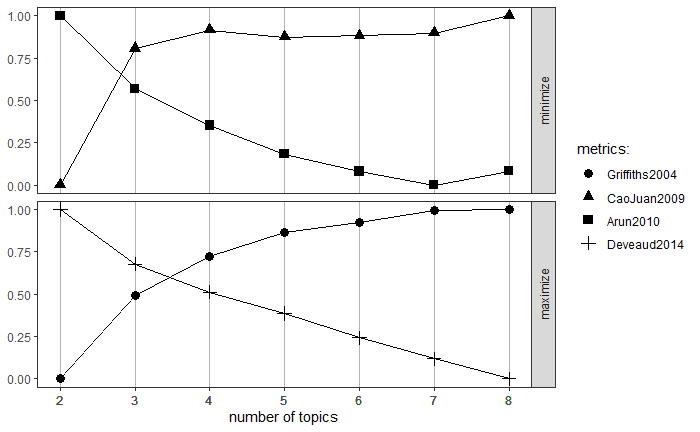 1.00
0.75
0.50
0.25
0.00
minimize
1.00
0.75
0.50
0.25
0.00
maximize
2 3 4 5 6 7 8
number of topics
metrics:
Griffiths2004
CaoJuan2009
Arun2010
Deveaud2014